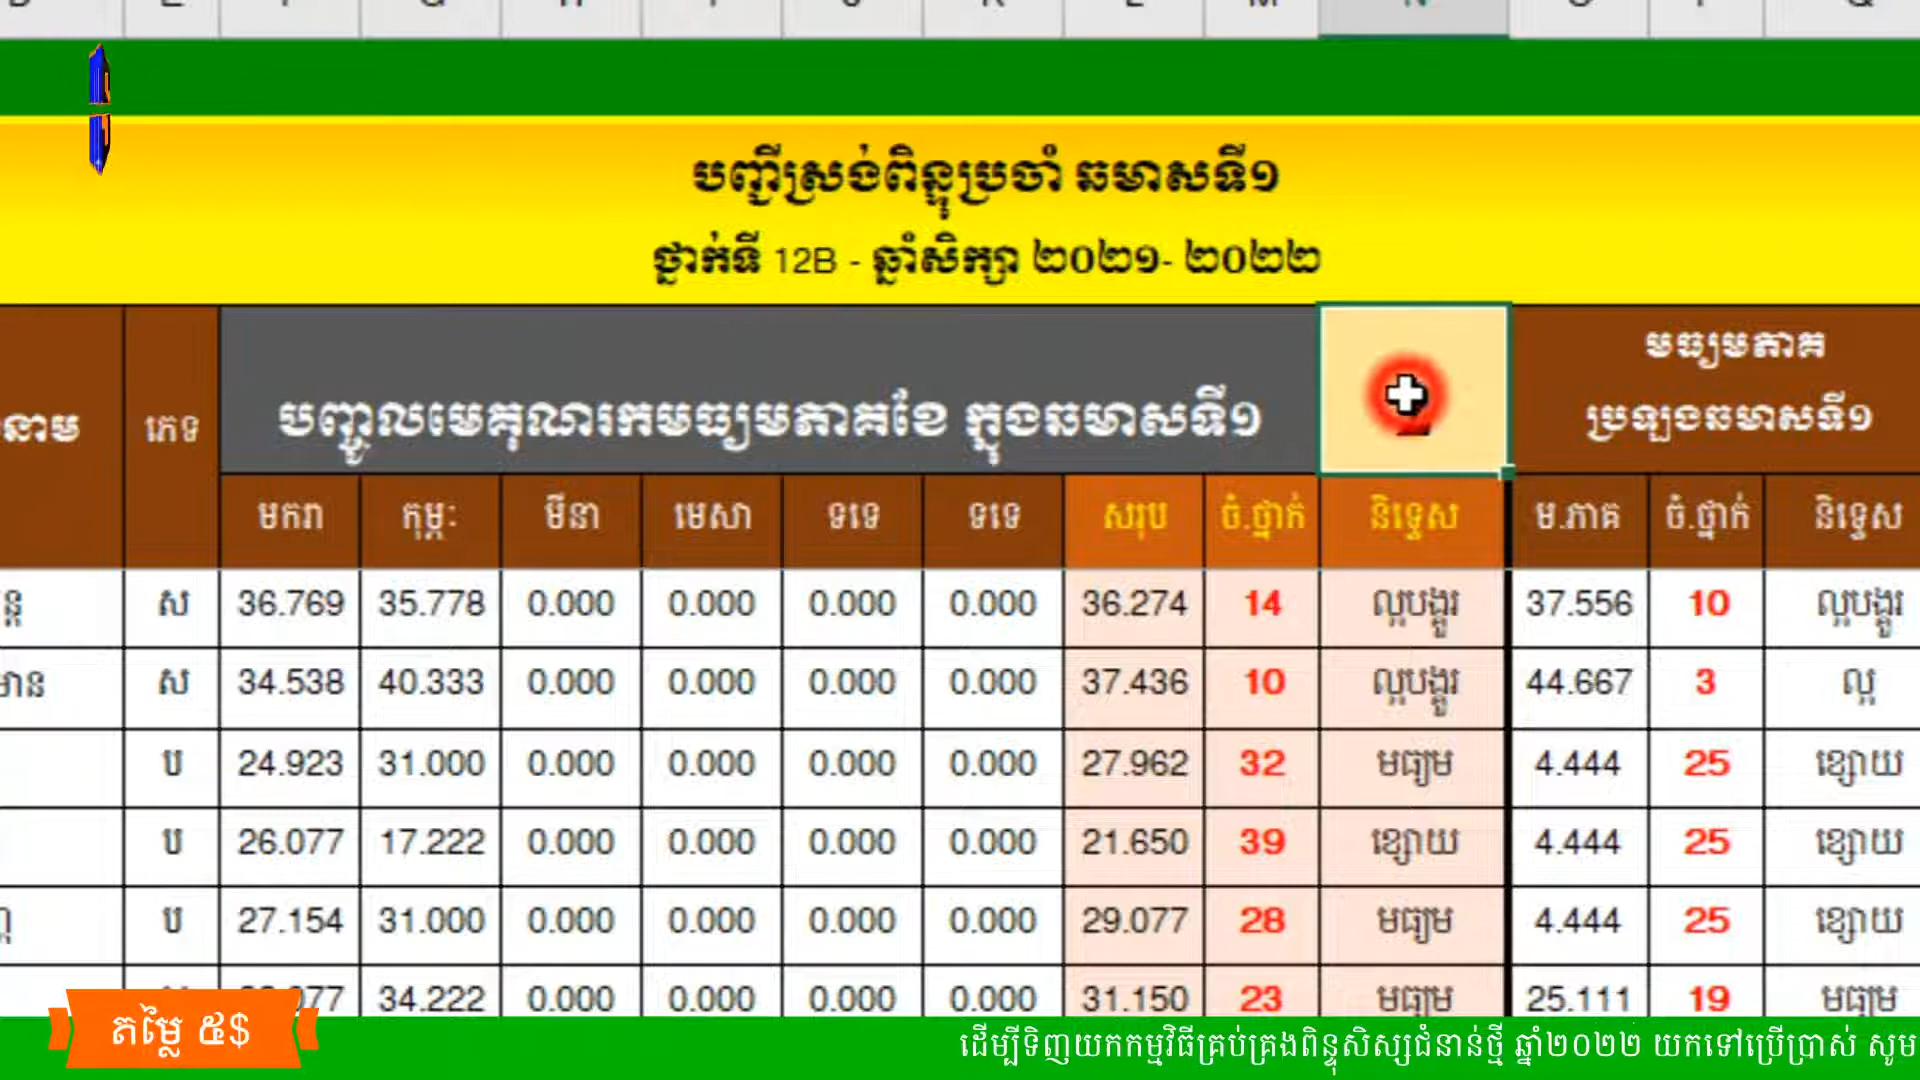 បញ្ជីស្រង់ពិន្ទុប្រចាំ ឆមាសទី១
ថ្នាក់ទី 12B - ឆ្នាំសិក្សា ២០២១- ២០២២
នាម ភេទ បញ្ចូលមេគុណរកមធ្យមភាគខែ ក្នុងឆមាសទី១ មធ្យមភាគ
ប្រឡងឆមាសទី១
មករា កុម្ភៈ មីនា មេសា ទទេ ទទេ សរុប ចំ.ថ្នាក់ និទ្ទេស ម.ភាគ ចំ.ថ្នាក់ និទ្ទេស
ស 36.769 35.778 0.000 0.000 0.000 0.000 36.274 14 ល្អបង្គួរ 37.556 10 ល្អបង្គួរ
មាន ស 34.538 40.333 0.000 0.000 0.000 0.000 37.436 10 ល្អបង្គួរ 44.667 3 ល្អ
ប 24.923 31.000 0.000 0.000 0.000 0.000 27.962 32 មធ្យម 4.444 25 ខ្សោយ
ប 26.077 17.222 0.000 0.000 0.000 0.000 21.650 39 ខ្សោយ 4.444 25 ខ្សោយ
ប 27.154 31.000 0.000 0.000 0.000 0.000 29.077 28 មធ្យម 4.444 25 ខ្សោយ
34.222 0.000 0.000 0.000 0.000 31.150 23 មធ្យម 25.111 19 មធ្យម
តម្លៃ ៥$
ដើម្បីទិញយកកម្មវិធីគ្រប់គ្រងពិន្ទុសិស្សជំនាន់ថ្មី ឆ្នាំ២០២២ យកទៅប្រើប្រាស់ សូម